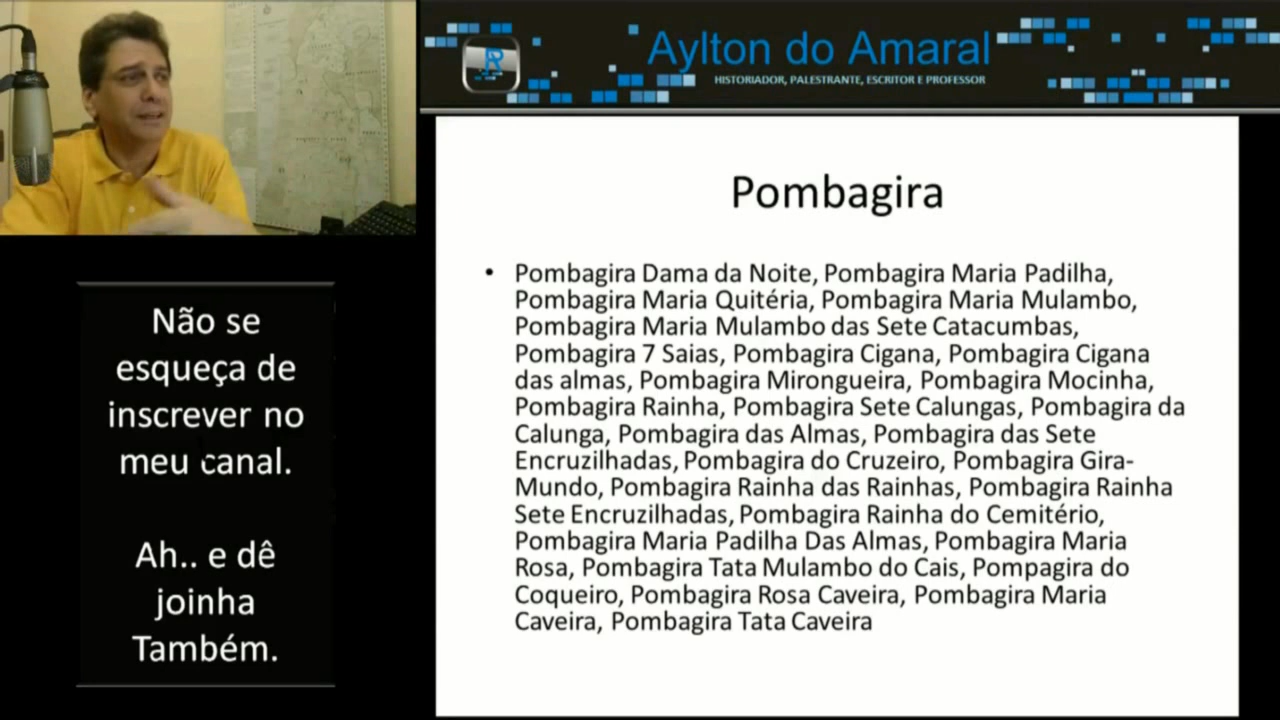 Aylton do Amaral
HISTORIADOR, PALESTRANTE, ESCRITOR E PROFESSOR
Pombagira
• Pombagira Dama da Noite, Pombagira Maria Padilha,
Pombagira Maria Quitéria, Pombagira Maria Mulambo,
Pombagira Maria Mulambo das Sete Catacumbas,
Pombagira 7 Saias, Pombagira Cigana, Pombagira Cigana
das almas, Pombagira Mirongueira, Pombagira Mocinha,
Pombagira Rainha, Pombagira Sete Calungas, Pombagira da
Calunga, Pombagira das Almas, Pombagira das Sete
Encruzilhadas, Pombagira do Cruzeiro, Pombagira Gira-
Mundo, Pombagira Rainha das Rainhas, Pombagira Rainha
Sete Encruzilhadas, Pombagira Rainha do Cemitério,
Pombagira Maria Padilha Das Almas, Pombagira Maria
Rosa, Pombagira Tata Mulambo do Cais, Pompagira do
Coqueiro, Pombagira Rosa Caveira, Pombagira Maria
Caveira, Pombagira Tata Caveira
Não se
esqueça de
inscrever no
meu canal.
Ah.. e dê
joinha
Também.